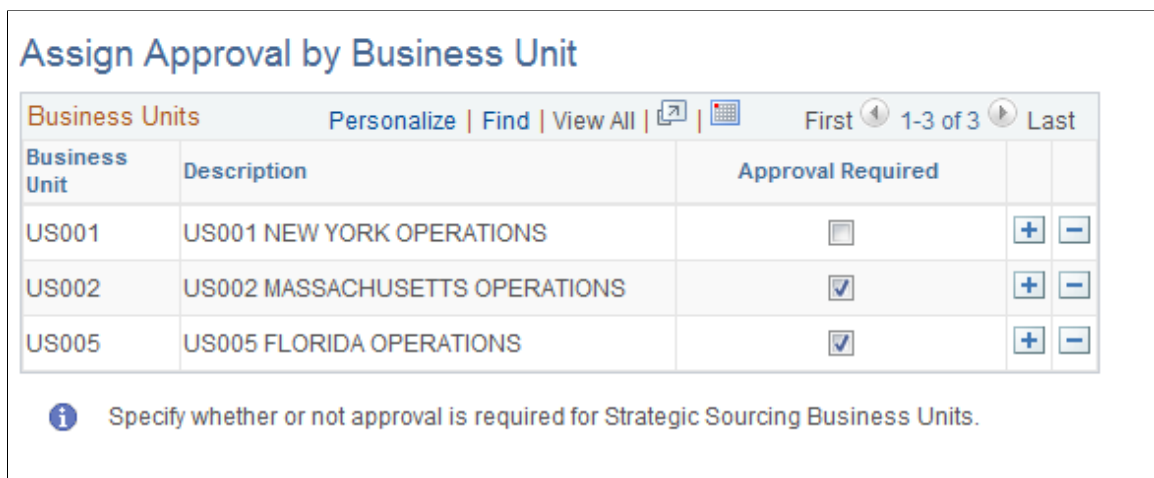 Assign Approval by Business Unit
Business Units Personalize | Find | View All | | First 1-3 of 3 Last
Business Unit Description Approval Required
US001 US001 NEW YORK OPERATIONS
US002 US002 MASSACHUSETTS OPERATIONS
US005 US005 FLORIDA OPERATIONS
Specify whether or not approval is required for Strategic Sourcing Business Units.